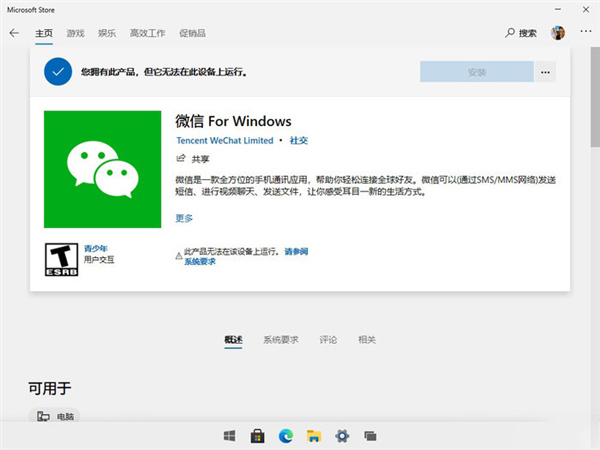 Microsoft Store
主页 游戏 娱乐 高效工作 促销品 搜索
您拥有此产品，但它无法在此设备上运行。 安装
微信 For Windows
Tencent WeChat Limited • 社交
共享
微信是一款全方位的手机通讯应用，帮助你轻松连接全球好友。微信可以(通过SMS/MMS网络)发送
短信、进行视频聊天、发送文件，让你感受耳目一新的生活方式。
更多
T
ESRB
青少年
用户交互
此产品无法在该设备上运行。 请参阅
系统要求
概述 系统要求 评论 相关
可用于
电脑